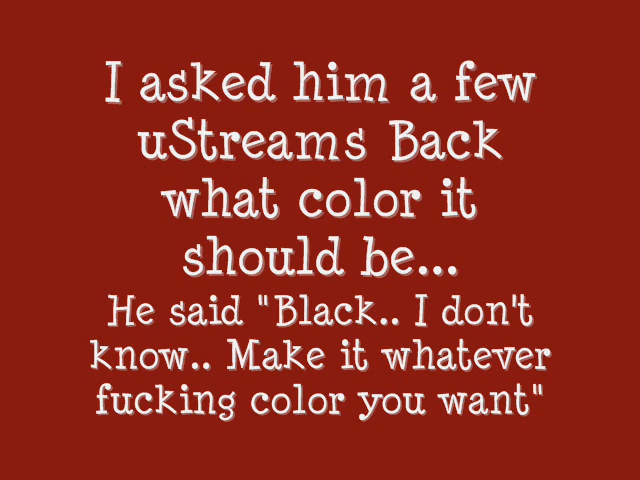 I asked him a few
uStreams Back
what color it
should be...
He said "Black.. I don't
know.. Make it whatever
fucking color you want"